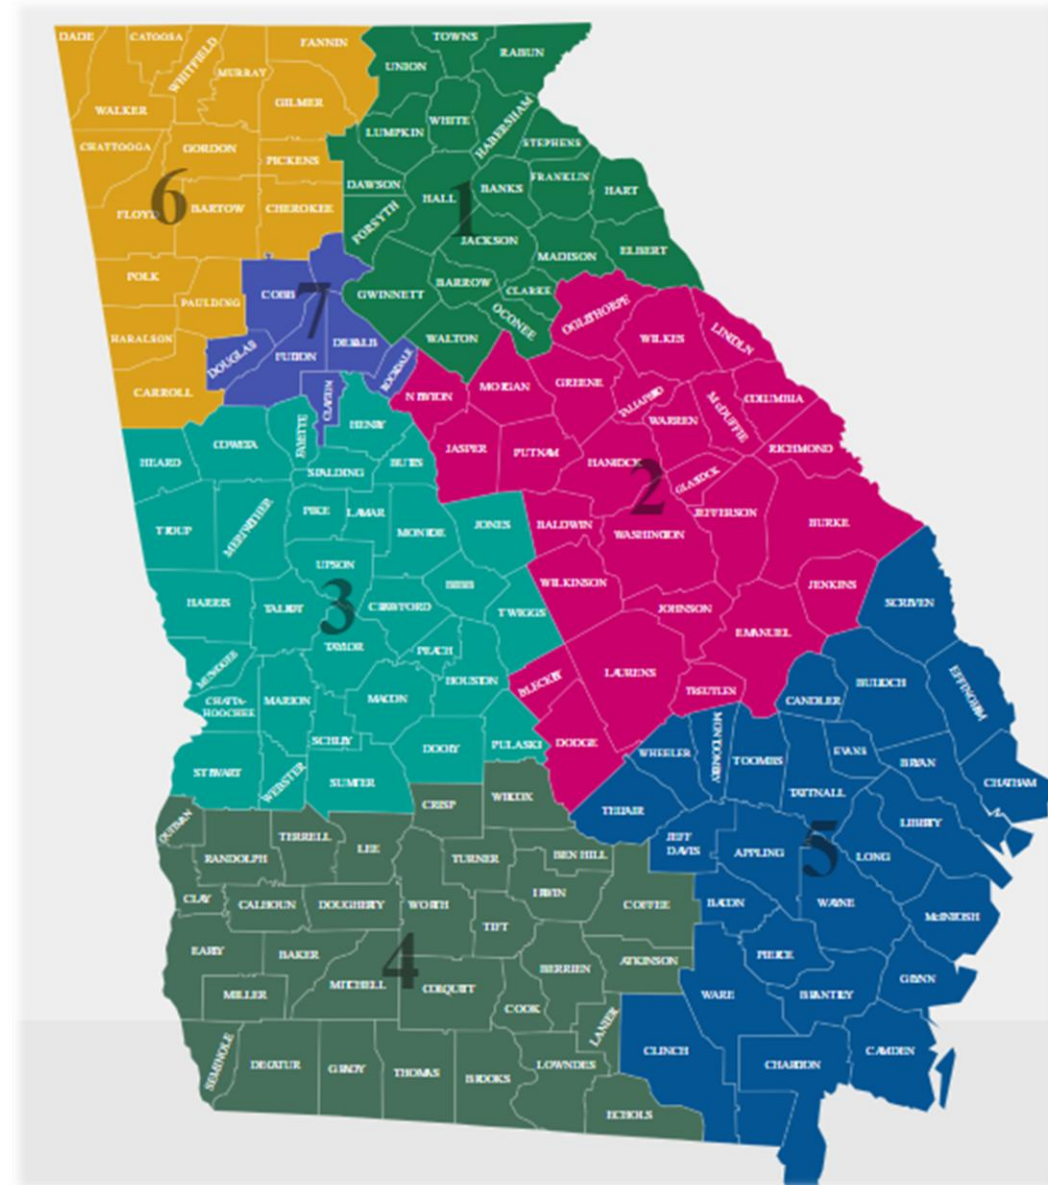 DADE
CATOOSA
WHITFIELD
MURRAY
FANNIN
WALKER
GILMER
CHATTOOGA
GORDON
PICKENS
6
FLOYD
BARTOW
CHEROKEE
POLK
PAULDING
HARALSON
CARROLL
TOWNS
RABUN
UNION
LUMPKIN
WHITE
HABERSHAM
STEPHENS
DAWSON
HALL
1
BANKS
FRANKLIN
HART
FORSYTH
JACKSON
MADISON
ELBERT
GWINNETT
BARROW
CLARKE
OCONEE
WALTON
COBB
7
DOUGLAS
FULTON
DEKALB
ROCKDALE
CLAYTON
OGLETHORPE
WILKES
LINCOLN
NEWTON
MORGAN
GREENE
TALIAFERRO
WARREN
McDUFFIE
COLUMBIA
JASPER
PUTNAM
HANCOCK
2
GLASCOCK
RICHMOND
BALDWIN
WASHINGTON
JEFFERSON
BURKE
WILKINSON
JOHNSON
JENKINS
EMANUEL
BLECKLEY
LAURENS
TREUTLEN
DODGE
HEARD
COWETA
FAYETTE
HENRY
SPALDING
BUTTS
TROUP
MERIWETHER
PIKE
LAMAR
MONROE
JONES
UPSON
3
HARRIS
TALBOT
CRAWFORD
BIBB
TWIGGS
TAYLOR
PEACH
MUSCOGEE
CHATTA-
HOOCHEE
MARION
MACON
HOUSTON
SCHLEY
DOOLY
PULASKI
STEWART
WEBSTER
SUMTER
QUITMAN
TERRELL
LEE
CRISP
WILCOX
RANDOLPH
TURNER
BEN HILL
CLAY
CALHOUN
DOUGHERTY
WORTH
IRWIN
COFFEE
TIFT
EARLY
BAKER
4
MITCHELL
COLQUITT
BERRIEN
ATKINSON
MILLER
COOK
LANIER
SEMINOLE
DECATUR
GRADY
THOMAS
BROOKS
LOWNDES
ECHOLS
SCREVEN
BULLOCH
EFFINGHAM
CANDLER
WHEELER
MONTGOMERY
TOOMBS
EVANS
BRYAN
CHATHAM
TATTNALL
TELFAIR
JEFF
DAVIS
APPLING
5
LONG
LIBERTY
BACON
WAYNE
McINTOSH
PIERCE
WARE
BRANTLEY
GLYNN
CLINCH
CHARLTON
CAMDEN